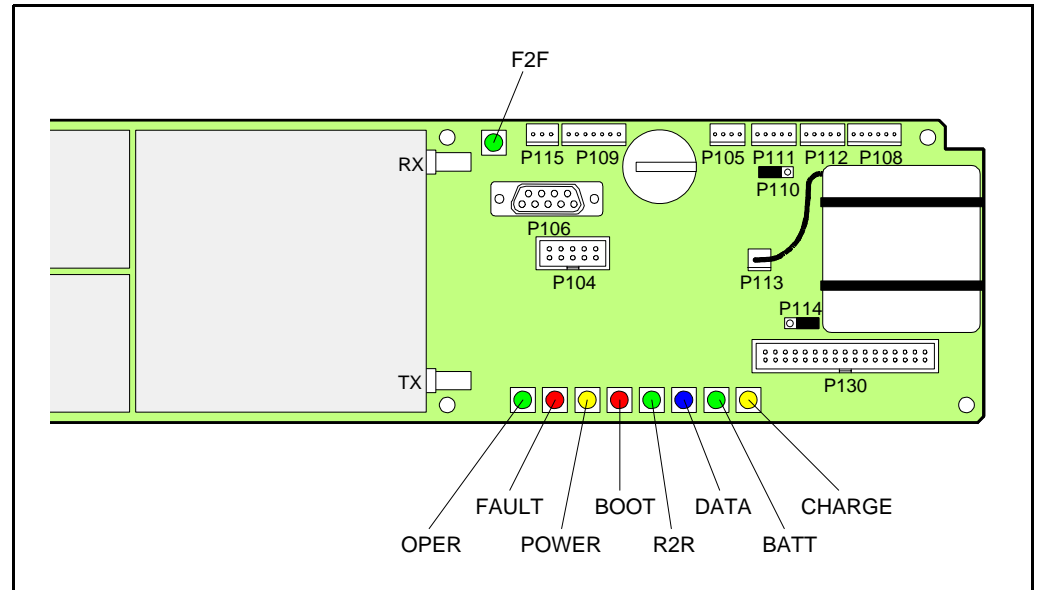 F2F
P115 P109 P105 P111 P112 P108
RX
P110
P106
P104
P113
P114
P130
TX
FAULT BOOT DATA CHARGE
OPER POWER R2R BATT